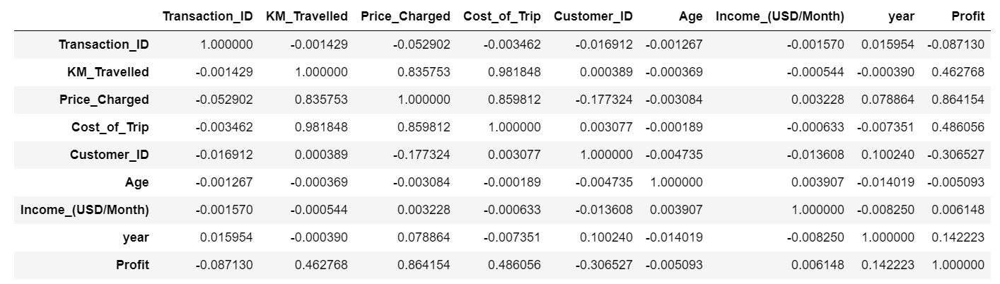 Transaction_ID KM_Travelled Price_Charged Cost_of_Trip Customer_ID Age Income_(USD/Month) year Profit
Transaction_ID 1.000000 -0.001429 -0.052902 -0.003462 -0.016912 -0.001267 -0.001570 0.015954 -0.087130
KM_Travelled -0.001429 1.000000 0.835753 0.981848 0.000389 -0.000369 -0.000544 -0.000390 0.462768
Price_Charged -0.052902 0.835753 1.000000 0.859812 -0.177324 -0.003084 0.003228 0.078864 0.864154
Cost_of_Trip -0.003462 0.981848 0.859812 1.000000 0.003077 -0.000189 -0.000633 -0.007351 0.486056
Customer_ID -0.016912 0.000389 -0.177324 0.003077 1.000000 -0.004735 -0.013608 0.100240 -0.306527
Age -0.001267 -0.000369 -0.003084 -0.000189 -0.004735 1.000000 0.003907 -0.014019 -0.005093
Income_(USD/Month) -0.001570 -0.000544 0.003228 -0.000633 -0.013608 0.003907 1.000000 -0.008250 0.006148
year 0.015954 -0.000390 0.078864 -0.007351 0.100240 -0.014019 -0.008250 1.000000 0.142223
Profit -0.087130 0.462768 0.864154 0.486056 -0.306527 -0.005093 0.006148 0.142223 1.000000